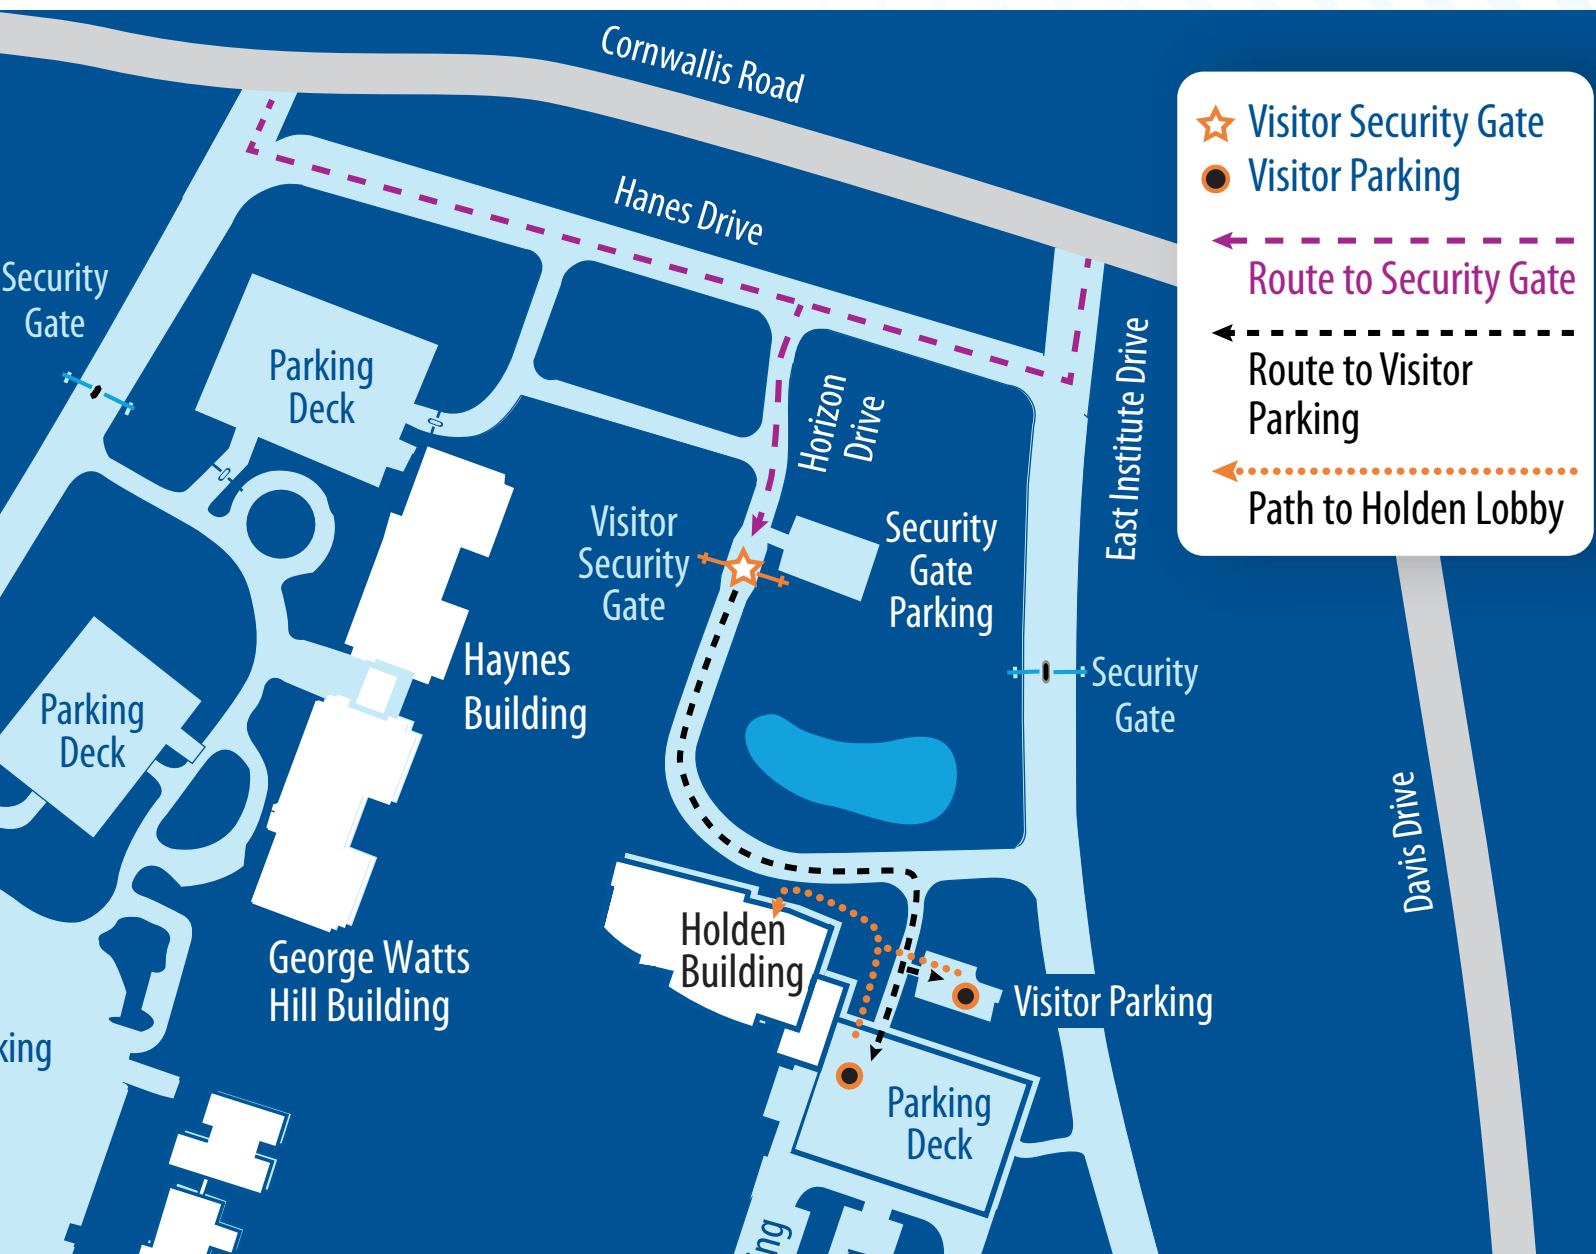 Cornwallis Road
Visitor Security Gate
Visitor Parking
Route to Security Gate
Route to Visitor
Parking
Path to Holden Lobby
Hanes Drive
Security
Gate
Parking
Deck
Horizon
Drive
East Institute Drive
Visitor
Security
Gate
Security
Gate
Parking
Haynes
Building
Security
Gate
Parking
Deck
Davis Drive
George Watts
Hill Building
Holden
Building
Visitor Parking
Parking
Deck